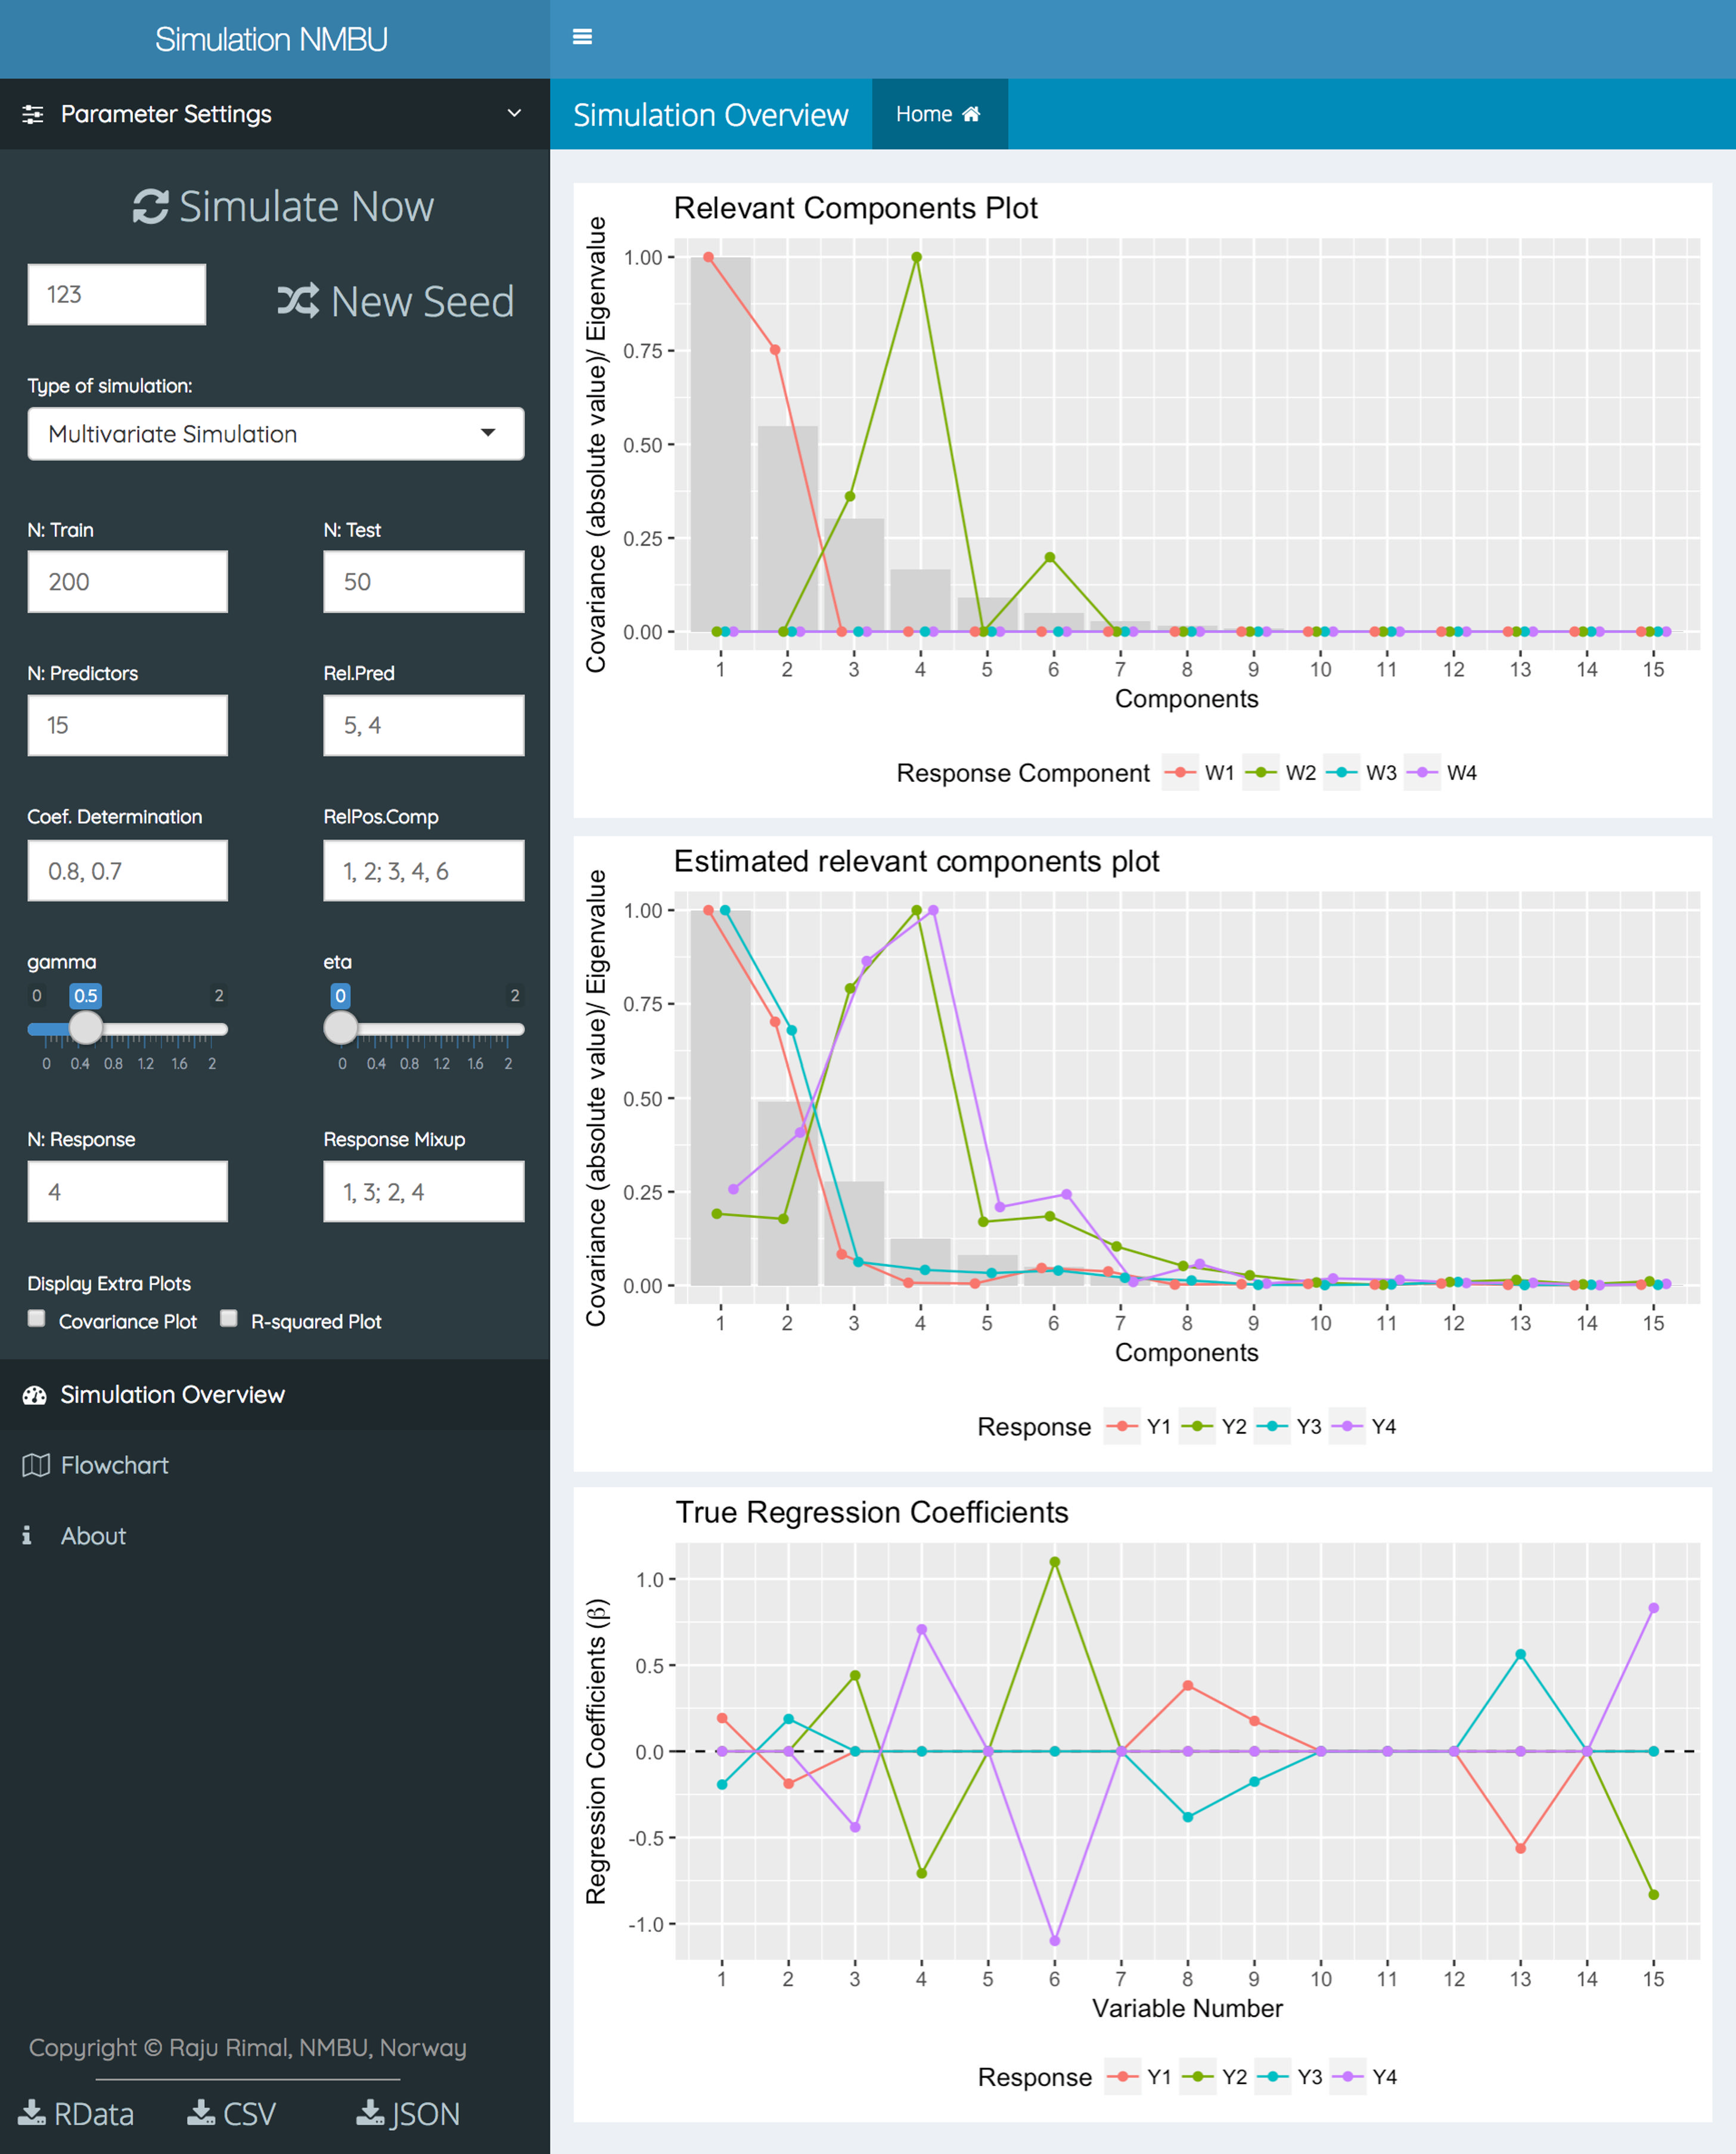 Simulation NMBU
Parameter Settings
Simulate Now
123
New Seed
Type of simulation:
Multivariate Simulation
N: Train
N: Test
200
50
N: Predictors
Rel.Pred
15
5, 4
Coef. Determination
RelPos.Comp
0.8, 0.7
1, 2; 3, 4, 6
gamma
eta
0 0.5 2
0 2
0 0.4 0.8 1.2 1.6 2
0 0.4 0.8 1.2 1.6 2
N: Response
Response Mixup
4
1, 3; 2, 4
Display Extra Plots
Covariance Plot
R-squared Plot
Simulation Overview
Flowchart
About
Copyright © Raju Rimal, NMBU, Norway
RData
CSV
JSON
Simulation Overview
Home
Relevant Components Plot
Covariance (absolute value)/ Eigenvalue
1.00
0.75
0.50
0.25
0.00
1 2 3 4 5 6 7 8 9 10 11 12 13 14 15
Components
Response Component W1 W2 W3 W4
Estimated relevant components plot
Covariance (absolute value)/ Eigenvalue
1.00
0.75
0.50
0.25
0.00
1 2 3 4 5 6 7 8 9 10 11 12 13 14 15
Components
Response Y1 Y2 Y3 Y4
True Regression Coefficients
Regression Coefficients (β)
1.0
0.5
0.0
-0.5
-1.0
1 2 3 4 5 6 7 8 9 10 11 12 13 14 15
Variable Number
Response Y1 Y2 Y3 Y4